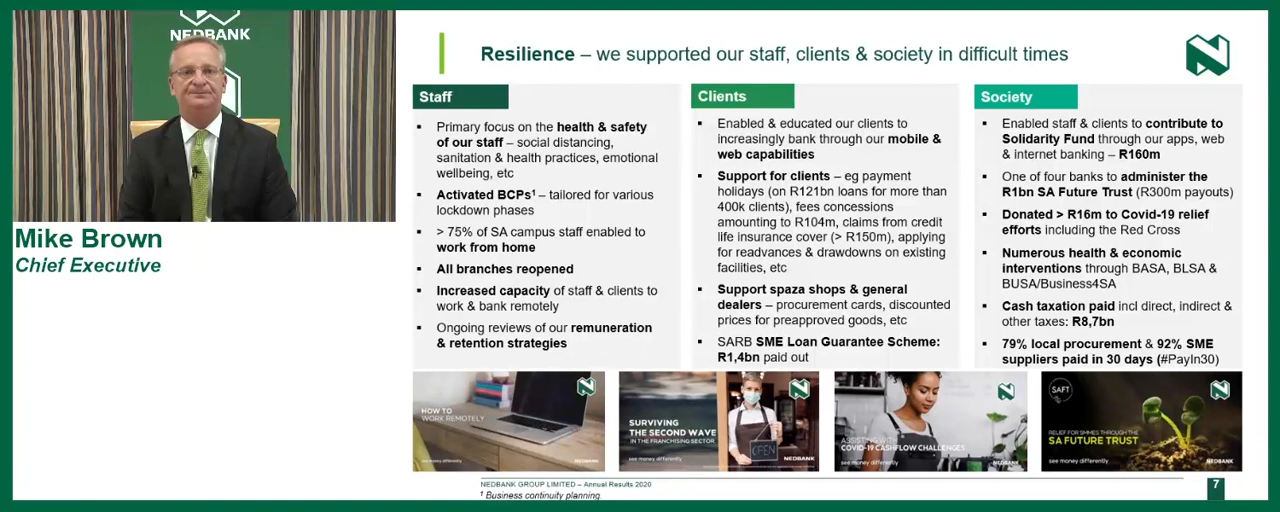 NEDBANK
Mike Brown
Chief Executive
Resilience – we supported our staff, clients & society in difficult times
Staff
▪ Primary focus on the health & safety
of our staff – social distancing,
sanitation & health practices, emotional
wellbeing, etc
▪ Activated BCPs¹ – tailored for various
lockdown phases
▪ > 75% of SA campus staff enabled to
work from home
▪ All branches reopened
▪ Increased capacity of staff & clients to
work & bank remotely
▪ Ongoing reviews of our remuneration
& retention strategies
Clients
▪ Enabled & educated our clients to
increasingly bank through our mobile &
web capabilities
▪ Support for clients – eg payment
holidays (on R121bn loans for more than
400k clients), fees concessions
amounting to R104m, claims from credit
life insurance cover (> R150m), applying
for readvances & drawdowns on existing
facilities, etc
▪ Support spaza shops & general
dealers – procurement cards, discounted
prices for preapproved goods, etc
▪ SARB SME Loan Guarantee Scheme:
R1,4bn paid out
Society
▪ Enabled staff & clients to contribute to
Solidarity Fund through our apps, web
& internet banking – R160m
▪ One of four banks to administer the
R1bn SA Future Trust (R300m payouts)
▪ Donated > R16m to Covid-19 relief
efforts including the Red Cross
▪ Numerous health & economic
interventions through BASA, BLSA &
BUSA/Business4SA
▪ Cash taxation paid incl direct, indirect &
other taxes: R8,7bn
▪ 79% local procurement & 92% SME
suppliers paid in 30 days (#PayIn30)
HOW TO
WORK REMOTELY
see money differently
NEDBANK
SURVIVING
THE SECOND WAVE
IN THE FRANCHISING SECTOR
OPEN
see money differently
NEDBANK
ASSISTING WITH
COVID-19 CASHFLOW CHALLENGES
see money differently
NEDBANK
SAFT
RELIEF FOR SMMES THROUGH THE
SA FUTURE TRUST
see money differently
NEDBANK
NEDBANK GROUP LIMITED – Annual Results 2020
¹ Business continuity planning
7